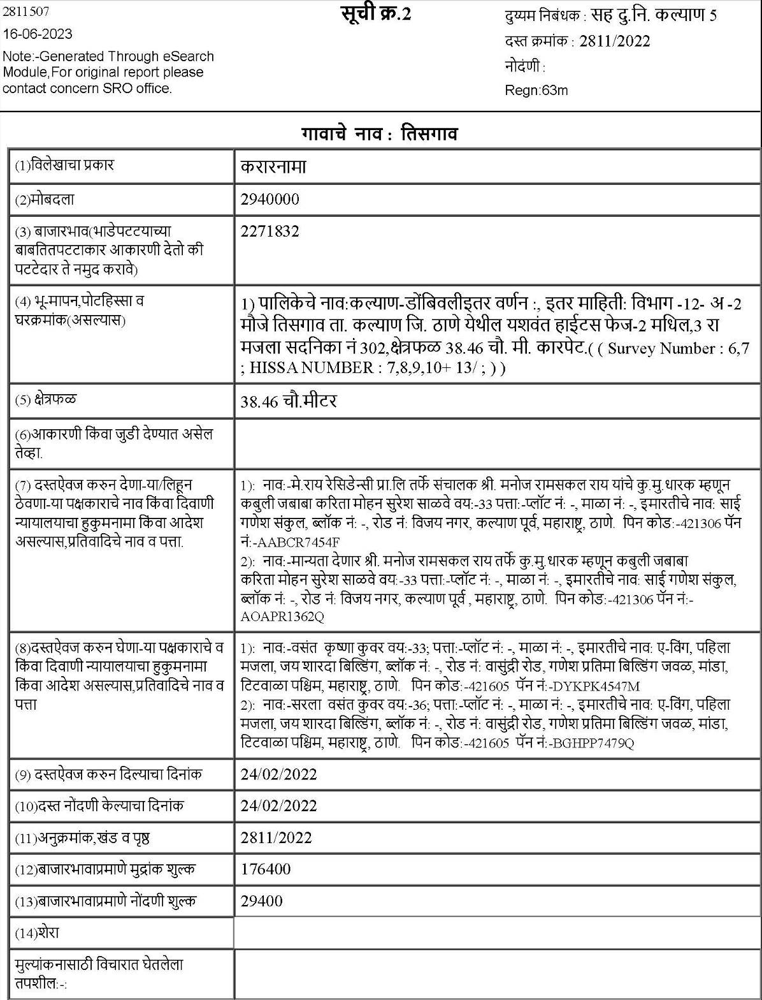 2811507
16-06-2023
Note:-Generated Through eSearch
Module,For original report please
contact concern SRO office.
सूची क्र.2
दुय्यम निबंधक : सह दु.नि. कल्याण 5
दस्त क्रमांक : 2811/2022
नोदंणी :
Regn:63m
गावाचे नाव : तिसगाव
(1)विलेखाचा प्रकार
करारनामा
(2)मोबदला
2940000
(3) बाजारभाव(भाडेपटटयाच्या
बाबतितपटटाकार आकारणी देतो की
पटटेदार ते नमुद करावे)
2271832
(4) भू-मापन,पोटहिस्सा व
घरक्रमांक(असल्यास)
1) पालिकेचे नाव:कल्याण-डोंबिवलीइतर वर्णन :, इतर माहिती: विभाग -12- अ -2
मौजे तिसगाव ता. कल्याण जि. ठाणे येथील यशवंत हाईटस फेज-2 मधिल,3 रा
मजला सदनिका नं 302,क्षेत्रफळ 38.46 चौ. मी. कारपेट.( ( Survey Number : 6,7
; HISSA NUMBER : 7,8,9,10+ 13/ ; ) )
(5) क्षेत्रफळ
38.46 चौ.मीटर
(6)आकारणी किंवा जुडी देण्यात असेल
तेव्हा.
(7) दस्तऐवज करुन देणा-या/लिहून
ठेवणा-या पक्षकाराचे नाव किंवा दिवाणी
न्यायालयाचा हुकुमनामा किंवा आदेश
असल्यास,प्रतिवादिचे नाव व पत्ता.
1): नाव:-मे.राय रेसिडेन्सी प्रा.लि तर्फे संचालक श्री. मनोज रामसकल राय यांचे कु.मु.धारक म्हणून
कबुली जबाबा करिता मोहन सुरेश साळवे वय:-33 पत्ता:-प्लॉट नं: -, माळा नं: -, इमारतीचे नाव: साई
गणेश संकुल, ब्लॉक नं: -, रोड नं: विजय नगर, कल्याण पूर्व, महाराष्ट्र, ठाणे. पिन कोड:-421306 पॅन
नं:-AABCR7454F
2): नाव:-मान्यता देणार श्री. मनोज रामसकल राय तर्फे कु.मु.धारक म्हणून कबुली जबाबा
करिता मोहन सुरेश साळवे वय:-33 पत्ता:-प्लॉट नं: -, माळा नं: -, इमारतीचे नाव: साई गणेश संकुल,
ब्लॉक नं: -, रोड नं: विजय नगर, कल्याण पूर्व , महाराष्ट्र, ठाणे. पिन कोड:-421306 पॅन नं:-
AOAPR1362Q
(8)दस्तऐवज करुन घेणा-या पक्षकाराचे व
किंवा दिवाणी न्यायालयाचा हुकुमनामा
किंवा आदेश असल्यास,प्रतिवादिचे नाव व
पत्ता
1): नाव:-वसंत कृष्णा कुवर वय:-33; पत्ता:-प्लॉट नं: -, माळा नं: -, इमारतीचे नाव: ए-विंग, पहिला
मजला, जय शारदा बिल्डिंग, ब्लॉक नं: -, रोड नं: वासुंद्री रोड, गणेश प्रतिमा बिल्डिंग जवळ, मांडा,
टिटवाळा पश्चिम, महाराष्ट्र, ठाणे. पिन कोड:-421605 पॅन नं:-DYKPK4547M
2): नाव:-सरला वसंत कुवर वय:-36; पत्ता:-प्लॉट नं: -, माळा नं: -, इमारतीचे नाव: ए-विंग, पहिला
मजला, जय शारदा बिल्डिंग, ब्लॉक नं: -, रोड नं: वासुंद्री रोड, गणेश प्रतिमा बिल्डिंग जवळ, मांडा,
टिटवाळा पश्चिम, महाराष्ट्र, ठाणे. पिन कोड:-421605 पॅन नं:-BGHPP7479Q
(9) दस्तऐवज करुन दिल्याचा दिनांक
24/02/2022
(10)दस्त नोंदणी केल्याचा दिनांक
24/02/2022
(11)अनुक्रमांक,खंड व पृष्ठ
2811/2022
(12)बाजारभावाप्रमाणे मुद्रांक शुल्क
176400
(13)बाजारभावाप्रमाणे नोंदणी शुल्क
29400
(14)शेरा
मुल्यांकनासाठी विचारात घेतलेला
तपशील:-: